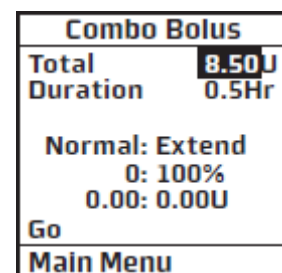 Combo Bolus
Total 8.50U
Duration 0.5Hr
Normal: Extend
0: 100%
0.00: 0.00U
Go
Main Menu